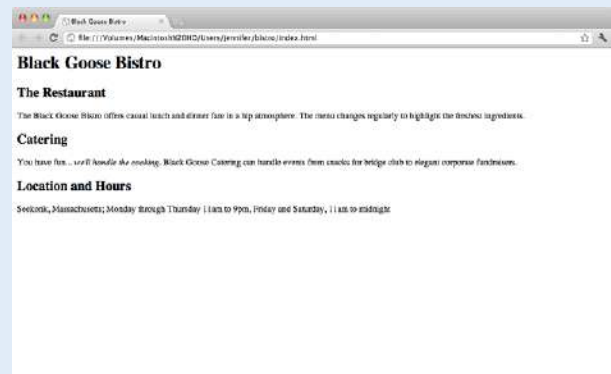 Black Goose Bistro
file:///Volumes/Macintosh%20HD/Users/jennifer/bistro/index.html
Black Goose Bistro
The Restaurant
The Black Goose Bistro offers casual lunch and dinner fare in a hip atmosphere. The menu changes regularly to highlight the freshest ingredients.
Catering
You have fun... we'll handle the cooking. Black Goose Catering can handle events from snacks for bridge club to elegant corporate fundraisers.
Location and Hours
Seekonk, Massachusetts; Monday through Thursday 11am to 9pm, Friday and Saturday, 11am to midnight